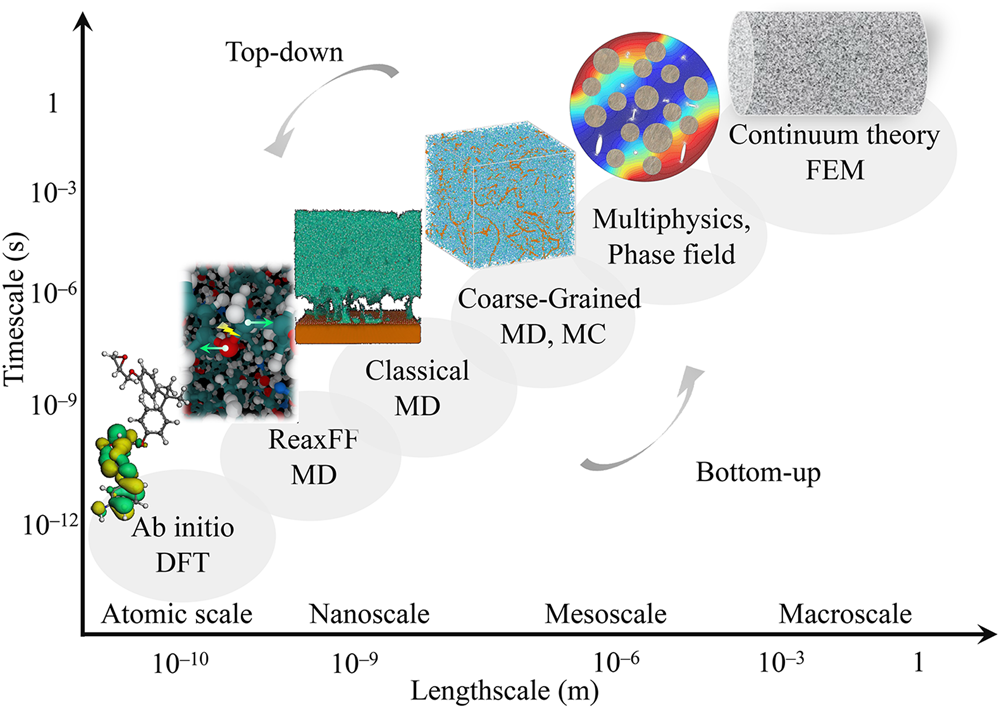 Top-down
Continuum theory
FEM
Multiphysics,
Phase field
Coarse-Grained
MD, MC
Classical
MD
ReaxFF
MD
Ab initio
DFT
Bottom-up
Timescale (s)
1
10⁻³
10⁻⁶
10⁻⁹
10⁻¹²
Atomic scale Nanoscale Mesoscale Macroscale
10⁻¹⁰ 10⁻⁹ 10⁻⁶ 10⁻³ 1
Lengthscale (m)